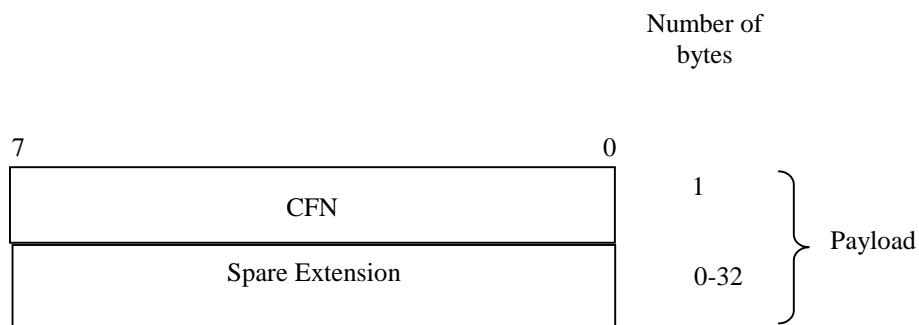 Number of
bytes
7 0
1
CFN
Payload
Spare Extension
0-32